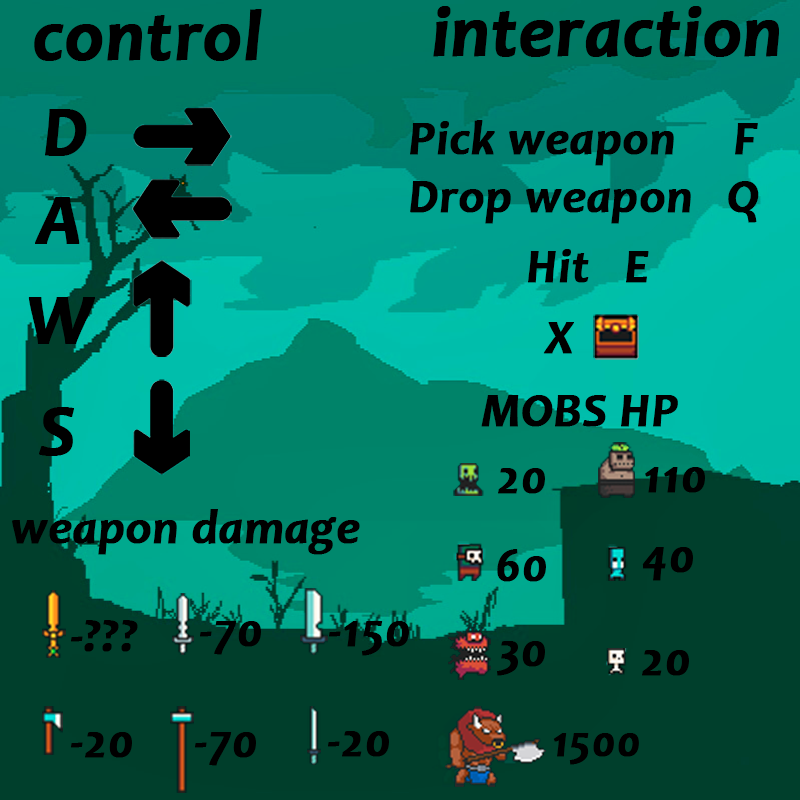 control
D
A
W
S
weapon damage
-??? -70 -150
-20 -70 -20
interaction
Pick weapon F
Drop weapon Q
Hit E
X
MOBS HP
20 110
60 40
30 20
1500